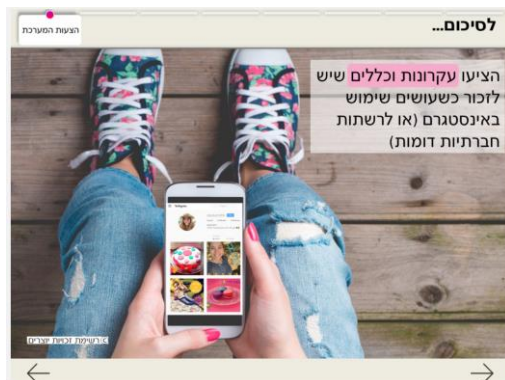 לסיכום...
הצעות המערכת
הציעו עקרונות וכללים שיש
לזכור כשעושים שימוש
באינסטגרם (או לרשתות
חברתיות דומות)
רשימת זכויות יוצרים